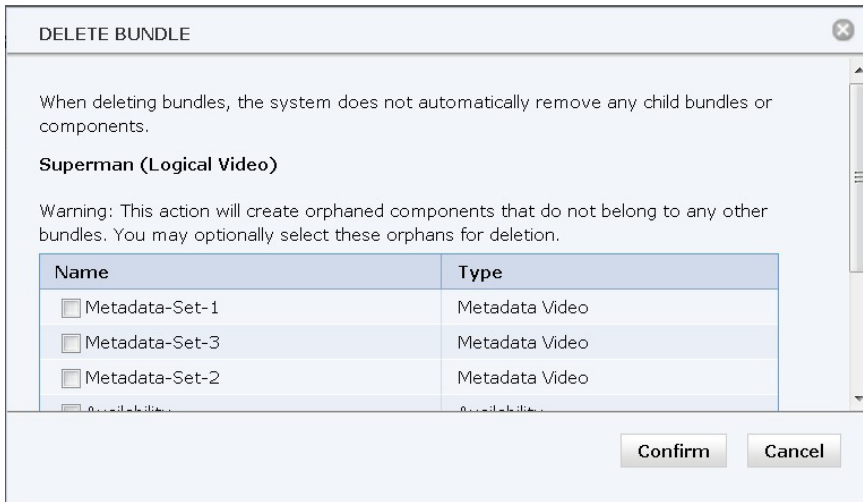 DELETE BUNDLE
When deleting bundles, the system does not automatically remove any child bundles or
components.
Superman (Logical Video)
Warning: This action will create orphaned components that do not belong to any other
bundles. You may optionally select these orphans for deletion.
Name Type
Metadata-Set-1 Metadata Video
Metadata-Set-3 Metadata Video
Metadata-Set-2 Metadata Video
Availability Availability
Confirm Cancel